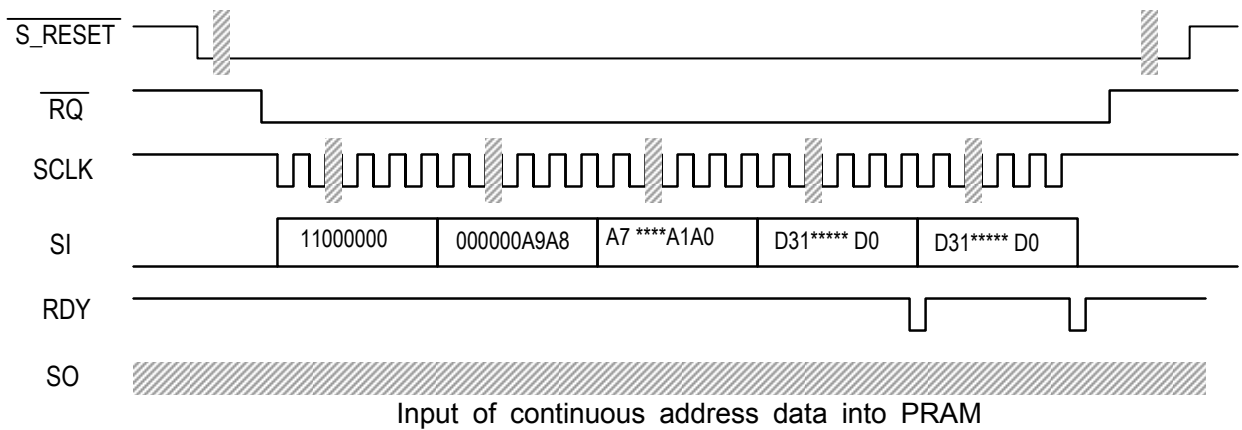 S_RESET
RQ
SCLK
SI 11000000 000000A9A8 A7 ****A1A0 D31***** D0 D31***** D0
RDY
SO
Input of continuous address data into PRAM